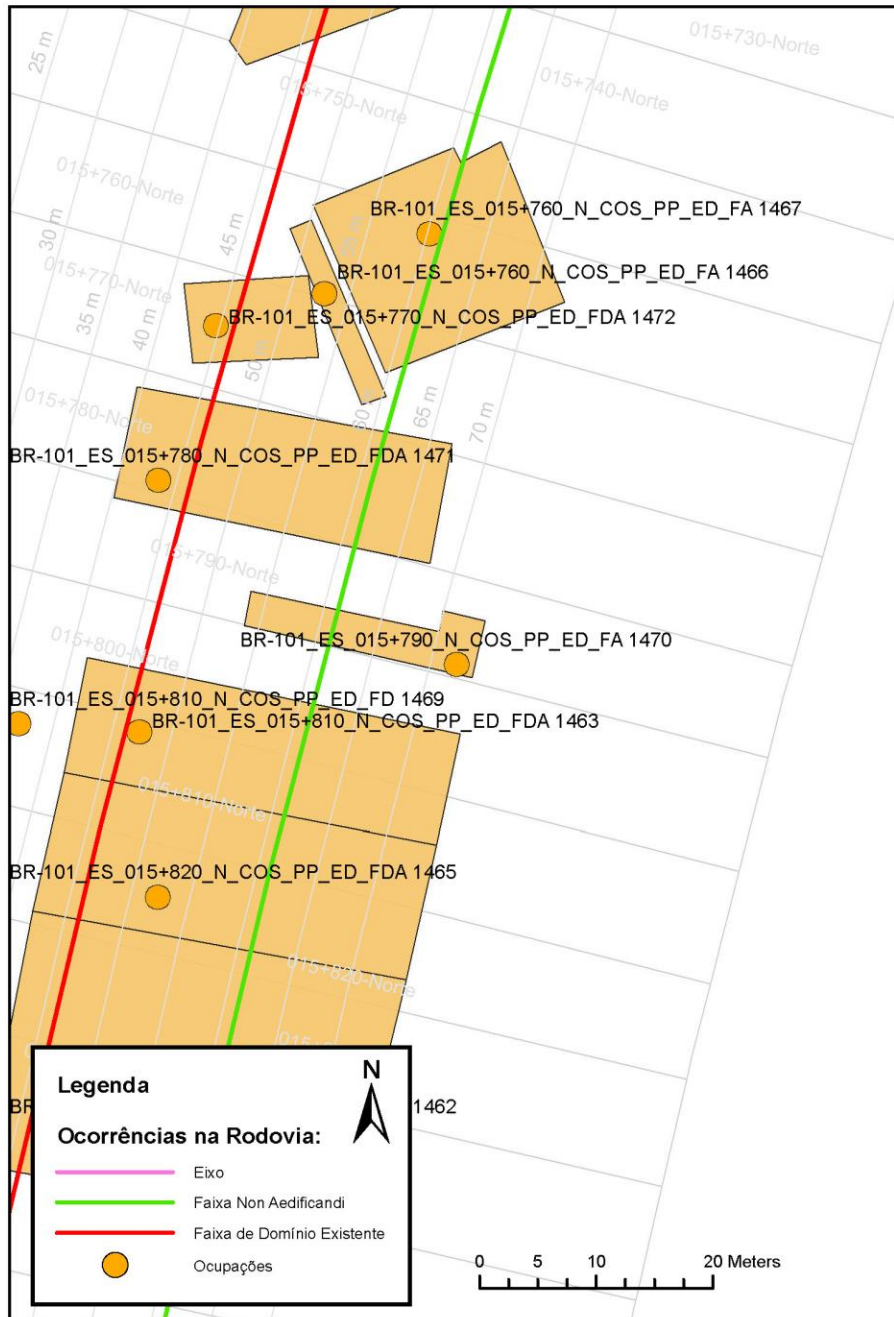 015+730-Norte
25 m
015+750-Norte
015+740-Norte
015+760-Norte
30 m
45 m
BR-101_ES_015+760_N_COS_PP_ED_FA 1467
015+770-Norte
BR-101_ES_015+760_N_COS_PP_ED_FA 1466
35 m
40 m
BR-101_ES_015+770_N_COS_PP_ED_FDA 1472
50 m
60 m
65 m
70 m
015+780-Norte
BR-101_ES_015+780_N_COS_PP_ED_FDA 1471
015+790-Norte
BR-101_ES_015+790_N_COS_PP_ED_FA 1470
015+800-Norte
BR-101_ES_015+810_N_COS_PP_ED_FD 1469
BR-101_ES_015+810_N_COS_PP_ED_FDA 1463
015+810-Norte
BR-101_ES_015+820_N_COS_PP_ED_FDA 1465
015+820-Norte
1462
Legenda
N
Ocorrências na Rodovia:
Eixo
Faixa Non Aedificandi
Faixa de Domínio Existente
Ocupações
0 5 10 20 Meters